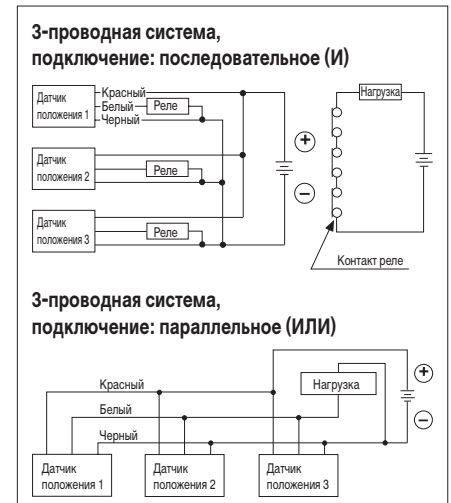 3-проводная система,
подключение: последовательное (И)
Датчик
положения 1
Красный
Белый
Черный
Реле
Датчик
положения 2
Реле
Датчик
положения 3
Реле
+
−
Нагрузка
Контакт реле
3-проводная система,
подключение: параллельное (ИЛИ)
Красный
Белый
Черный
Нагрузка
+
−
Датчик
положения 1
Датчик
положения 2
Датчик
положения 3